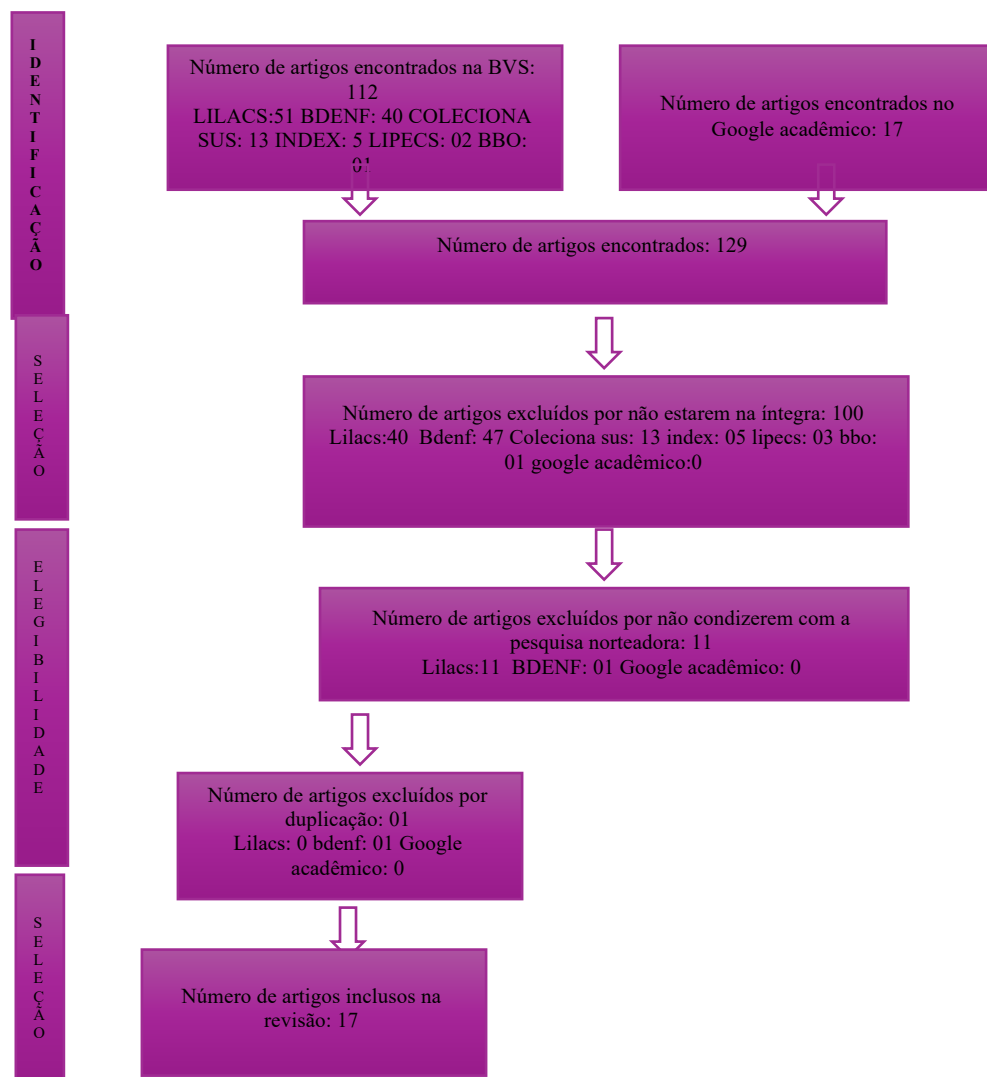 IDENTIFICAÇÃO
Número de artigos encontrados na BVS:
112
LILACS:51 BDENF: 40 COLECIONA
SUS: 13 INDEX: 5 LIPECS: 02 BBO:
01
Número de artigos encontrados no
Google acadêmico: 17
Número de artigos encontrados: 129
SELEÇÃO
Número de artigos excluídos por não estarem na íntegra: 100
Lilacs:40 Bdenf: 47 Coleciona sus: 13 index: 05 lipecs: 03 bbo:
01 google acadêmico:0
ELEGIBILIDADE
Número de artigos excluídos por não condizerem com a
pesquisa norteadora: 11
Lilacs:11 BDENF: 01 Google acadêmico: 0
Número de artigos excluídos por
duplicação: 01
Lilacs: 0 bdenf: 01 Google
acadêmico: 0
SELEÇÃO
Número de artigos inclusos na
revisão: 17